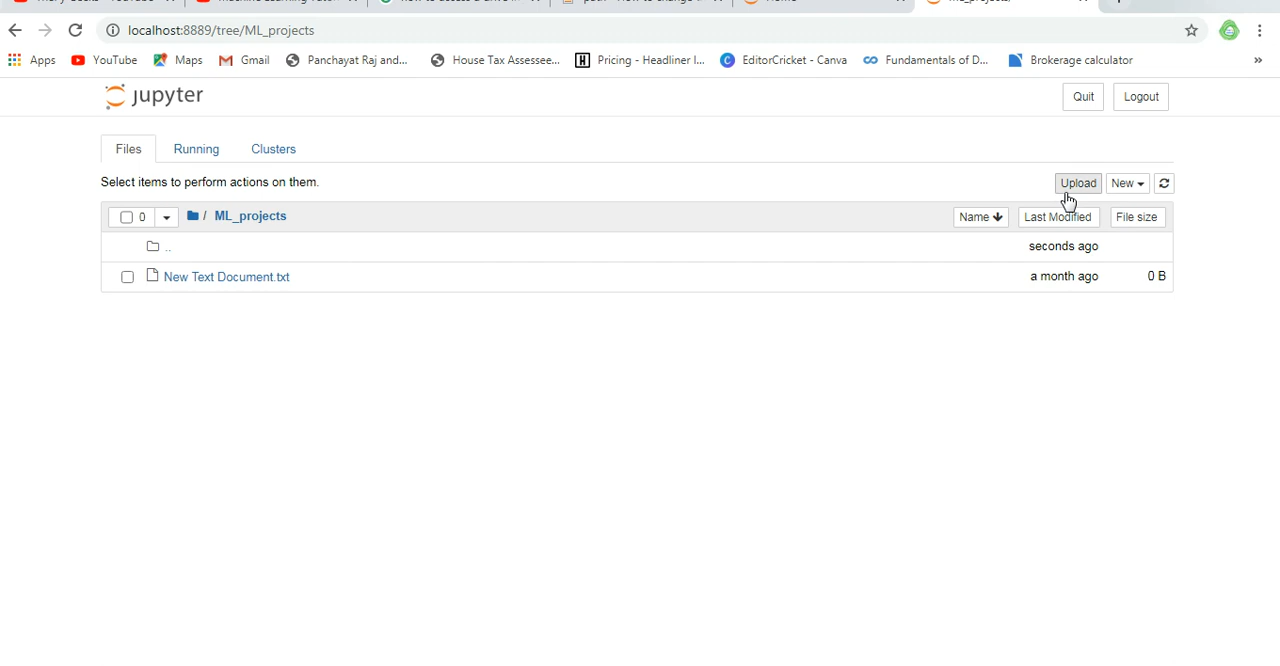 localhost:8889/tree/ML_projects
Apps YouTube Maps Gmail Panchayat Raj and... House Tax Assessee... Pricing - Headliner I... EditorCricket - Canva Fundamentals of D... Brokerage calculator »
jupyter Quit Logout
Files Running Clusters
Select items to perform actions on them. Upload New
0 / ML_projects Name Last Modified File size
.. seconds ago
New Text Document.txt a month ago 0 B